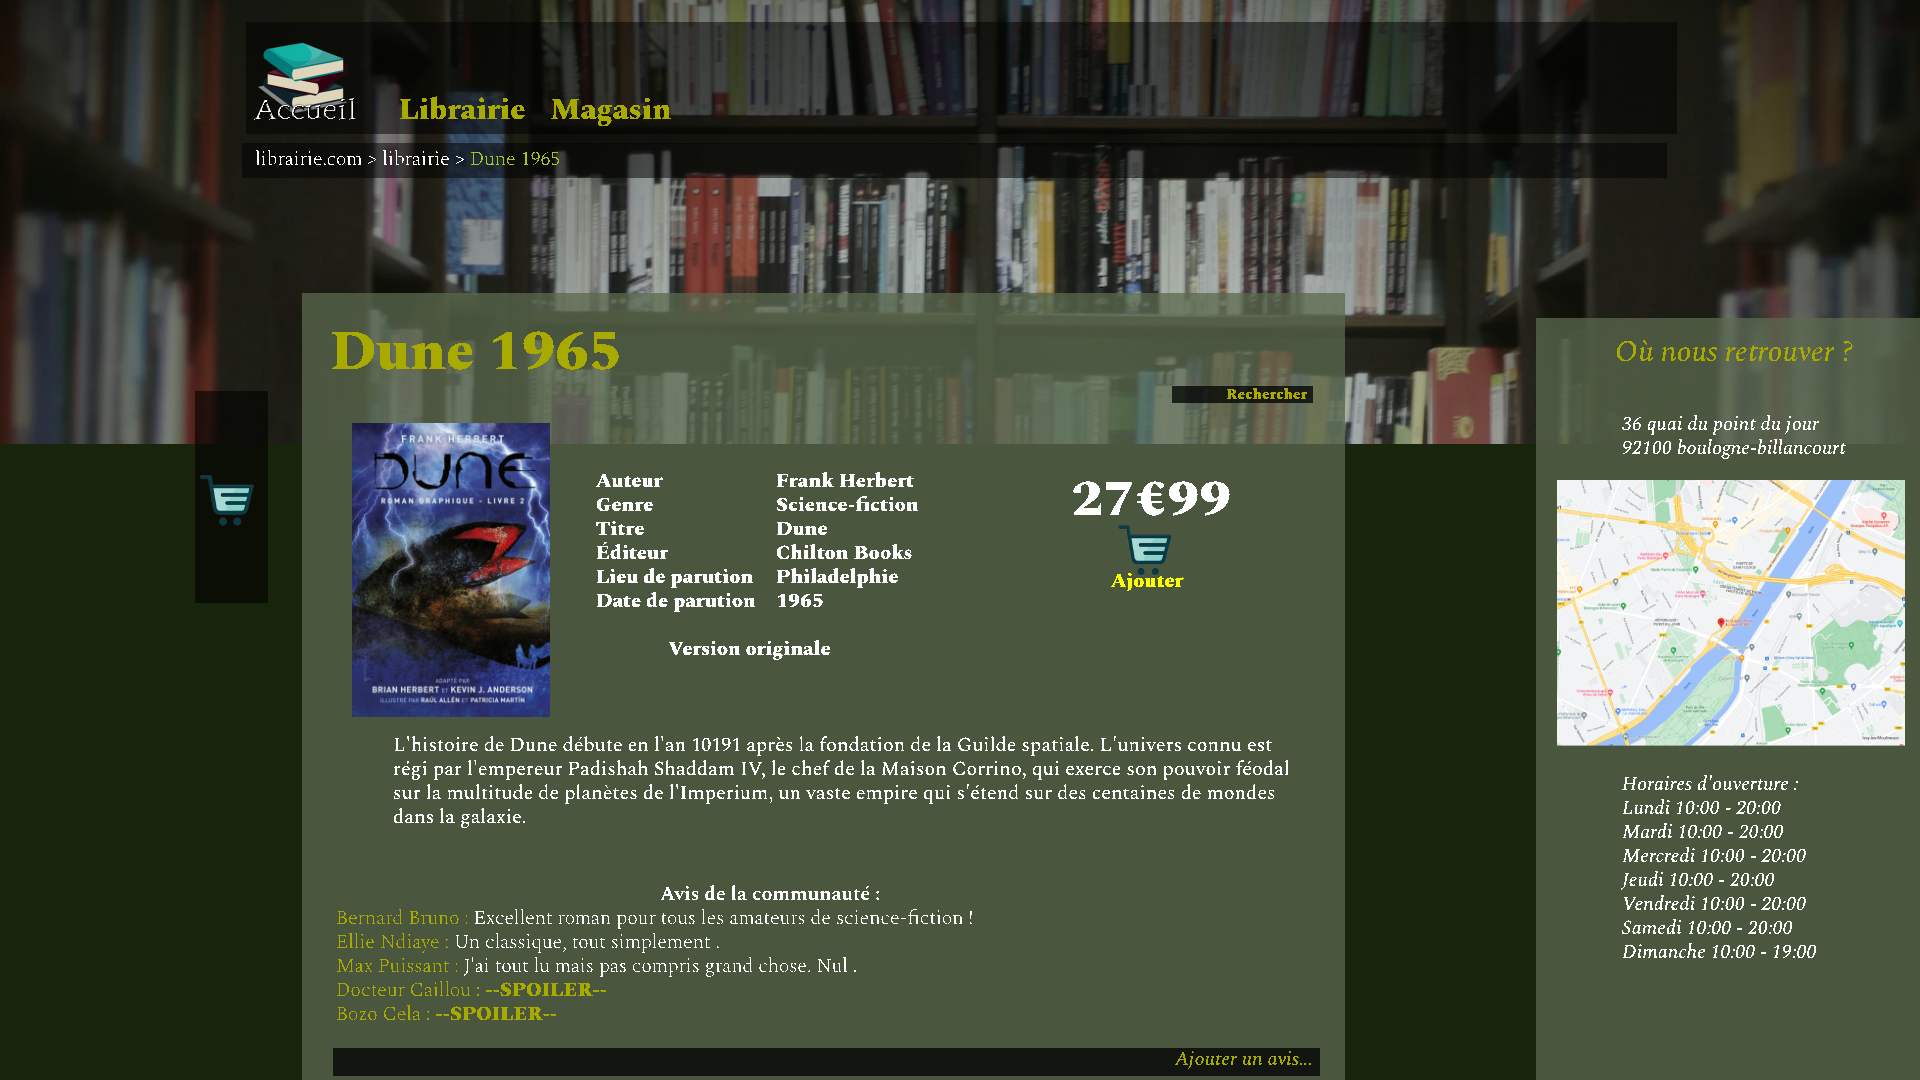 Accueil
Librairie Magasin
librairie.com > librairie > Dune 1965
Dune 1965
Rechercher
FRANK HERBERT
DUNE
ROMAN GRAPHIQUE - LIVRE 2
ADAPTÉ PAR
BRIAN HERBERT ET KEVIN J. ANDERSON
ILLUSTRÉ PAR RAÚL ALLÉN ET PATRICIA MARTÍN
Auteur Frank Herbert
Genre Science-fiction
Titre Dune
Éditeur Chilton Books
Lieu de parution Philadelphie
Date de parution 1965
Version originale
27€99
Ajouter
L'histoire de Dune débute en l'an 10191 après la fondation de la Guilde spatiale. L'univers connu est
régi par l'empereur Padishah Shaddam IV, le chef de la Maison Corrino, qui exerce son pouvoir féodal
sur la multitude de planètes de l'Imperium, un vaste empire qui s'étend sur des centaines de mondes
dans la galaxie.
Avis de la communauté :
Bernard Bruno : Excellent roman pour tous les amateurs de science-fiction !
Ellie Ndiaye : Un classique, tout simplement .
Max Puissant : J'ai tout lu mais pas compris grand chose. Nul .
Docteur Caillou : --SPOILER--
Bozo Cela : --SPOILER--
Ajouter un avis...
Où nous retrouver ?
36 quai du point du jour
92100 boulogne-billancourt
Horaires d'ouverture :
Lundi 10:00 - 20:00
Mardi 10:00 - 20:00
Mercredi 10:00 - 20:00
Jeudi 10:00 - 20:00
Vendredi 10:00 - 20:00
Samedi 10:00 - 20:00
Dimanche 10:00 - 19:00